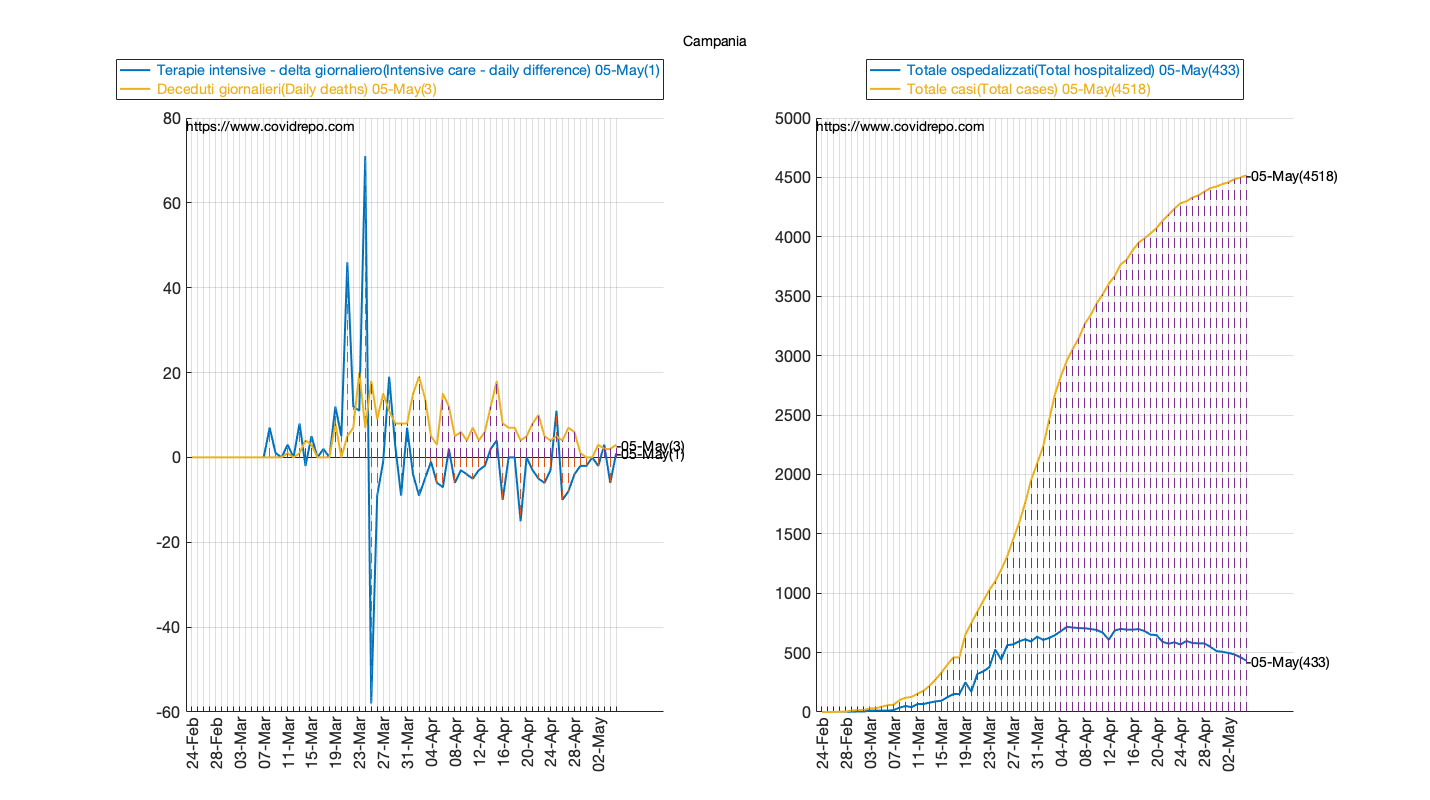 Campania
Terapie intensive - delta giornaliero(Intensive care - daily difference) 05-May(1)
Deceduti giornalieri(Daily deaths) 05-May(3)
https://www.covidrepo.com
80
60
40
20
0
-20
-40
-60
-05-May(3)
-05-May(1)
24-Feb
28-Feb
03-Mar
07-Mar
11-Mar
15-Mar
19-Mar
23-Mar
27-Mar
31-Mar
04-Apr
08-Apr
12-Apr
16-Apr
20-Apr
24-Apr
28-Apr
02-May
Totale ospedalizzati(Total hospitalized) 05-May(433)
Totale casi(Total cases) 05-May(4518)
https://www.covidrepo.com
5000
4500
4000
3500
3000
2500
2000
1500
1000
500
0
-05-May(4518)
-05-May(433)
24-Feb
28-Feb
03-Mar
07-Mar
11-Mar
15-Mar
19-Mar
23-Mar
27-Mar
31-Mar
04-Apr
08-Apr
12-Apr
16-Apr
20-Apr
24-Apr
28-Apr
02-May